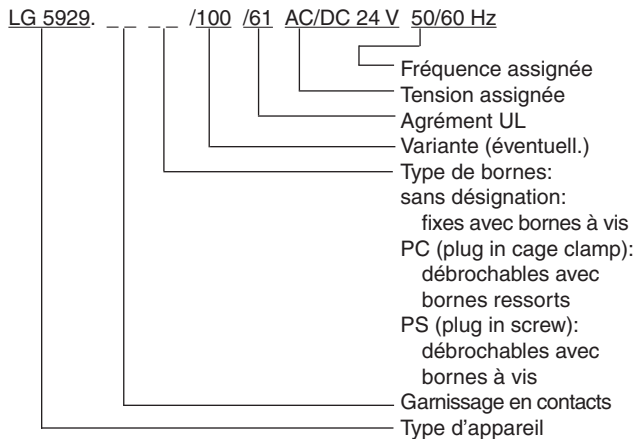 LG 5929. _ _ _ _ /100 /61 AC/DC 24 V 50/60 Hz
Fréquence assignée
Tension assignée
Agrément UL
Variante (éventuell.)
Type de bornes:
sans désignation:
fixes avec bornes à vis
PC (plug in cage clamp):
débrochables avec
bornes ressorts
PS (plug in screw):
débrochables avec
bornes à vis
Garnissage en contacts
Type d'appareil